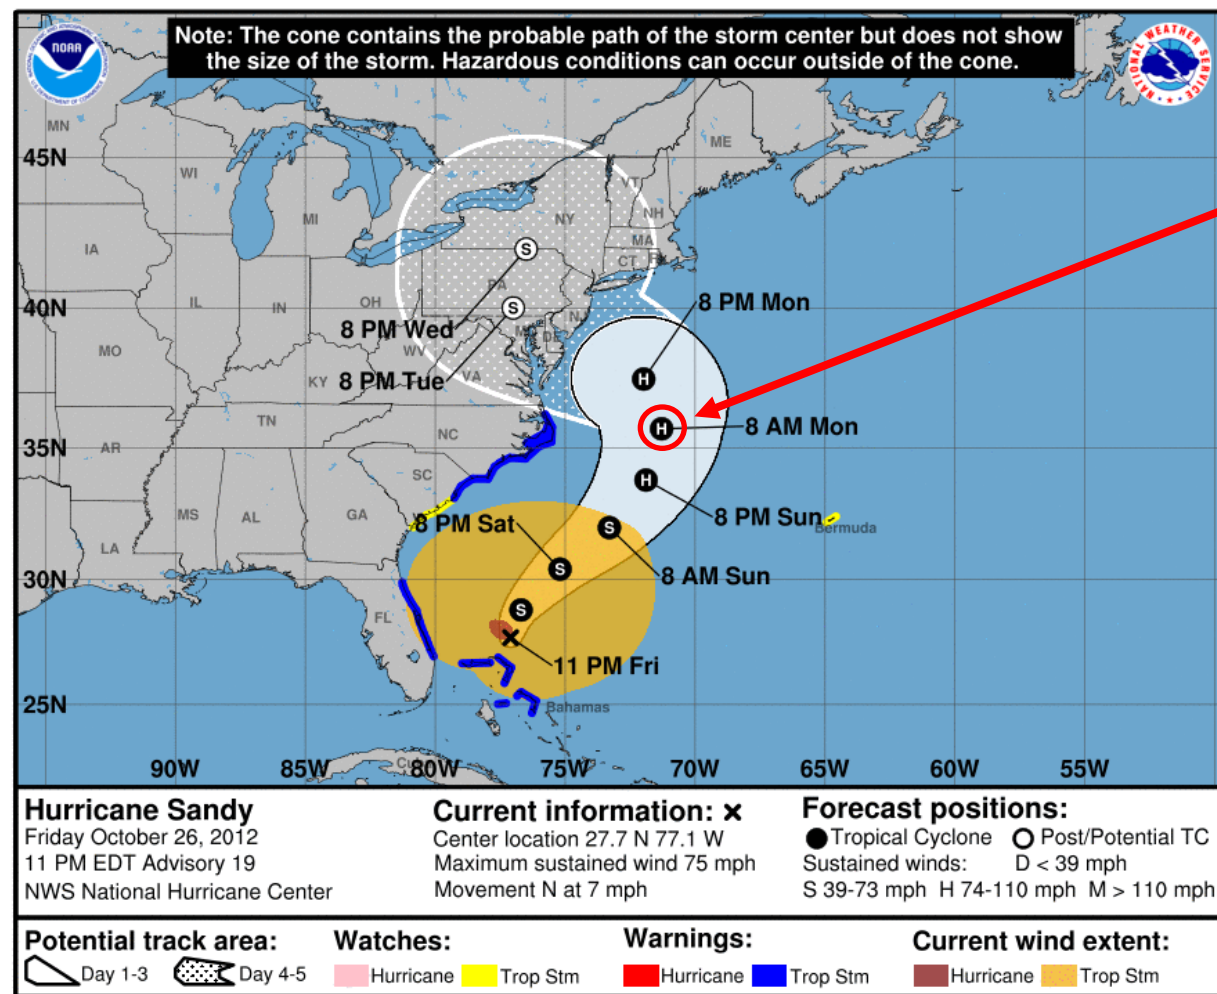 Note: The cone contains the probable path of the storm center but does not show
the size of the storm. Hazardous conditions can occur outside of the cone.
NOAA
NATIONAL WEATHER SERVICE
MN
ME
45N
WI
VT
MI
NY
NH
MA
IA
CT
PA
8 PM Mon
IL
IN
OH
NJ
40N
8 PM Wed
MO
WV
DE
KY
8 PM Tue
VA
TN
NC
8 AM Mon
AR
35N
SC
MS
AL
GA
8 PM Sat
8 PM Sun
Bermuda
LA
30N
8 AM Sun
FL
11 PM Fri
25N
Bahamas
90W 85W 80W 75W 70W 65W 60W 55W
H
H
H
S
S
S
S
S
Hurricane Sandy
Friday October 26, 2012
11 PM EDT Advisory 19
NWS National Hurricane Center
Current information: ×
Center location 27.7 N 77.1 W
Maximum sustained wind 75 mph
Movement N at 7 mph
Forecast positions:
Tropical Cyclone Post/Potential TC
Sustained winds: D < 39 mph
S 39-73 mph H 74-110 mph M > 110 mph
Potential track area:
Day 1-3 Day 4-5
Watches:
Hurricane Trop Stm
Warnings:
Hurricane Trop Stm
Current wind extent:
Hurricane Trop Stm